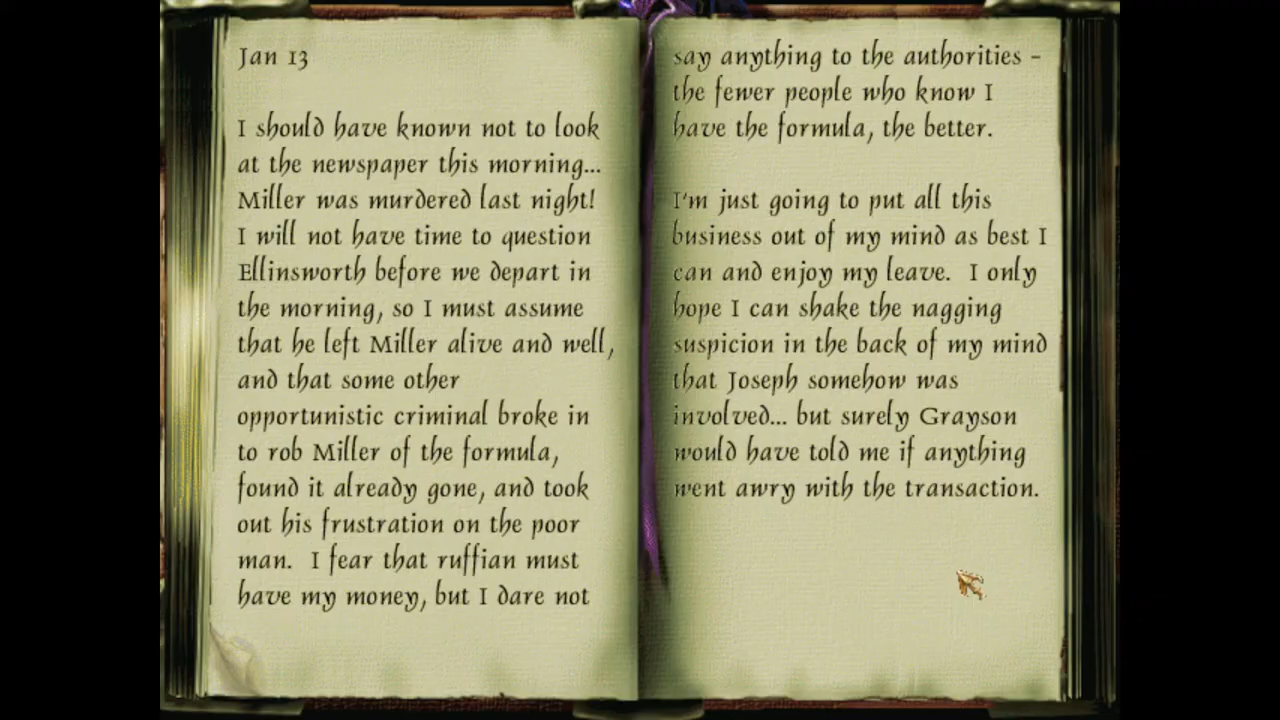 Jan 13
I should have known not to look
at the newspaper this morning...
Miller was murdered last night!
I will not have time to question
Ellinsworth before we depart in
the morning, so I must assume
that he left Miller alive and well,
and that some other
opportunistic criminal broke in
to rob Miller of the formula,
found it already gone, and took
out his frustration on the poor
man.  I fear that ruffian must
have my money, but I dare not
say anything to the authorities -
the fewer people who know I
have the formula, the better.
I'm just going to put all this
business out of my mind as best I
can and enjoy my leave.  I only
hope I can shake the nagging
suspicion in the back of my mind
that Joseph somehow was
involved... but surely Grayson
would have told me if anything
went awry with the transaction.